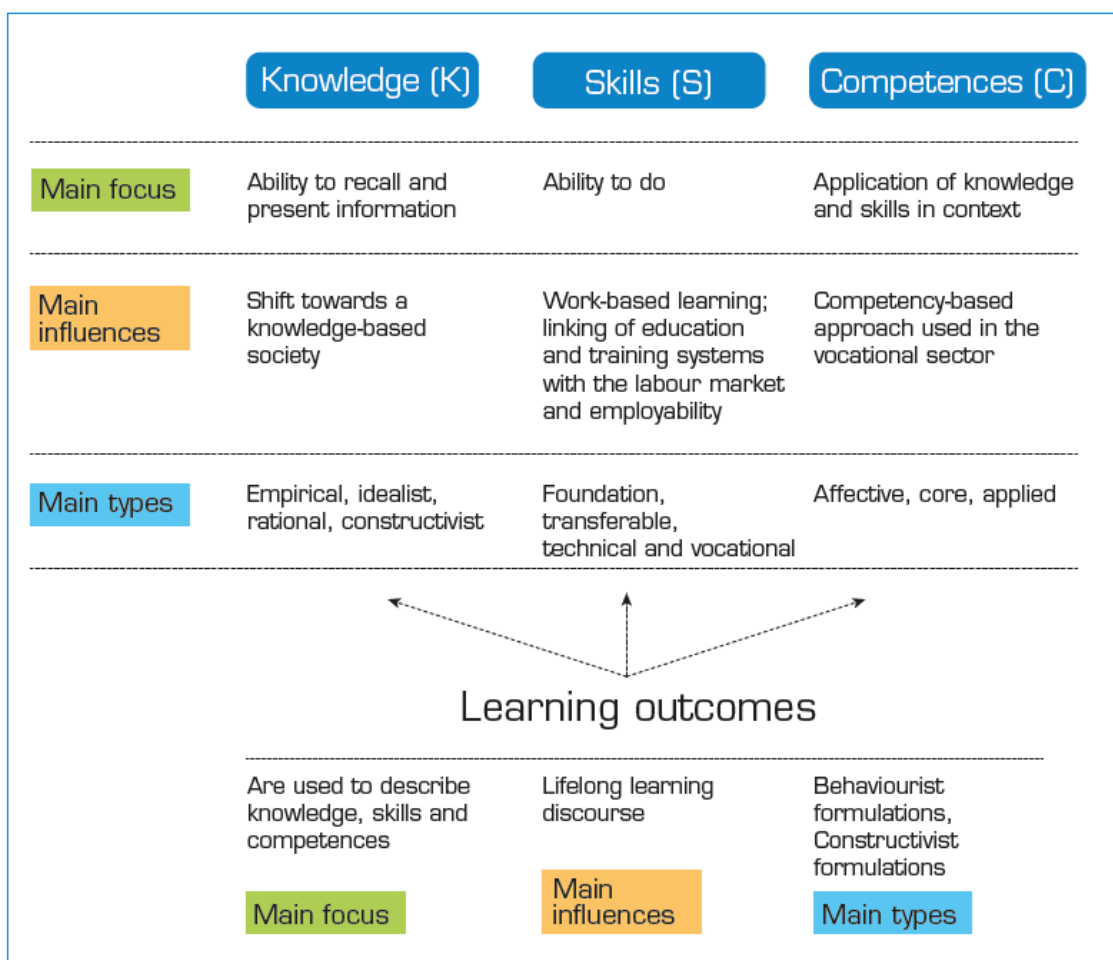 Knowledge (K)
Skills (S)
Competences (C)
Main focus
Ability to recall and
present information
Ability to do
Application of knowledge
and skills in context
Main
influences
Shift towards a
knowledge-based
society
Work-based learning;
linking of education
and training systems
with the labour market
and employability
Competency-based
approach used in the
vocational sector
Main types
Empirical, idealist,
rational, constructivist
Foundation,
transferable,
technical and vocational
Affective, core, applied
Learning outcomes
Are used to describe
knowledge, skills and
competences
Lifelong learning
discourse
Behaviourist
formulations,
Constructivist
formulations
Main focus
Main
influences
Main types